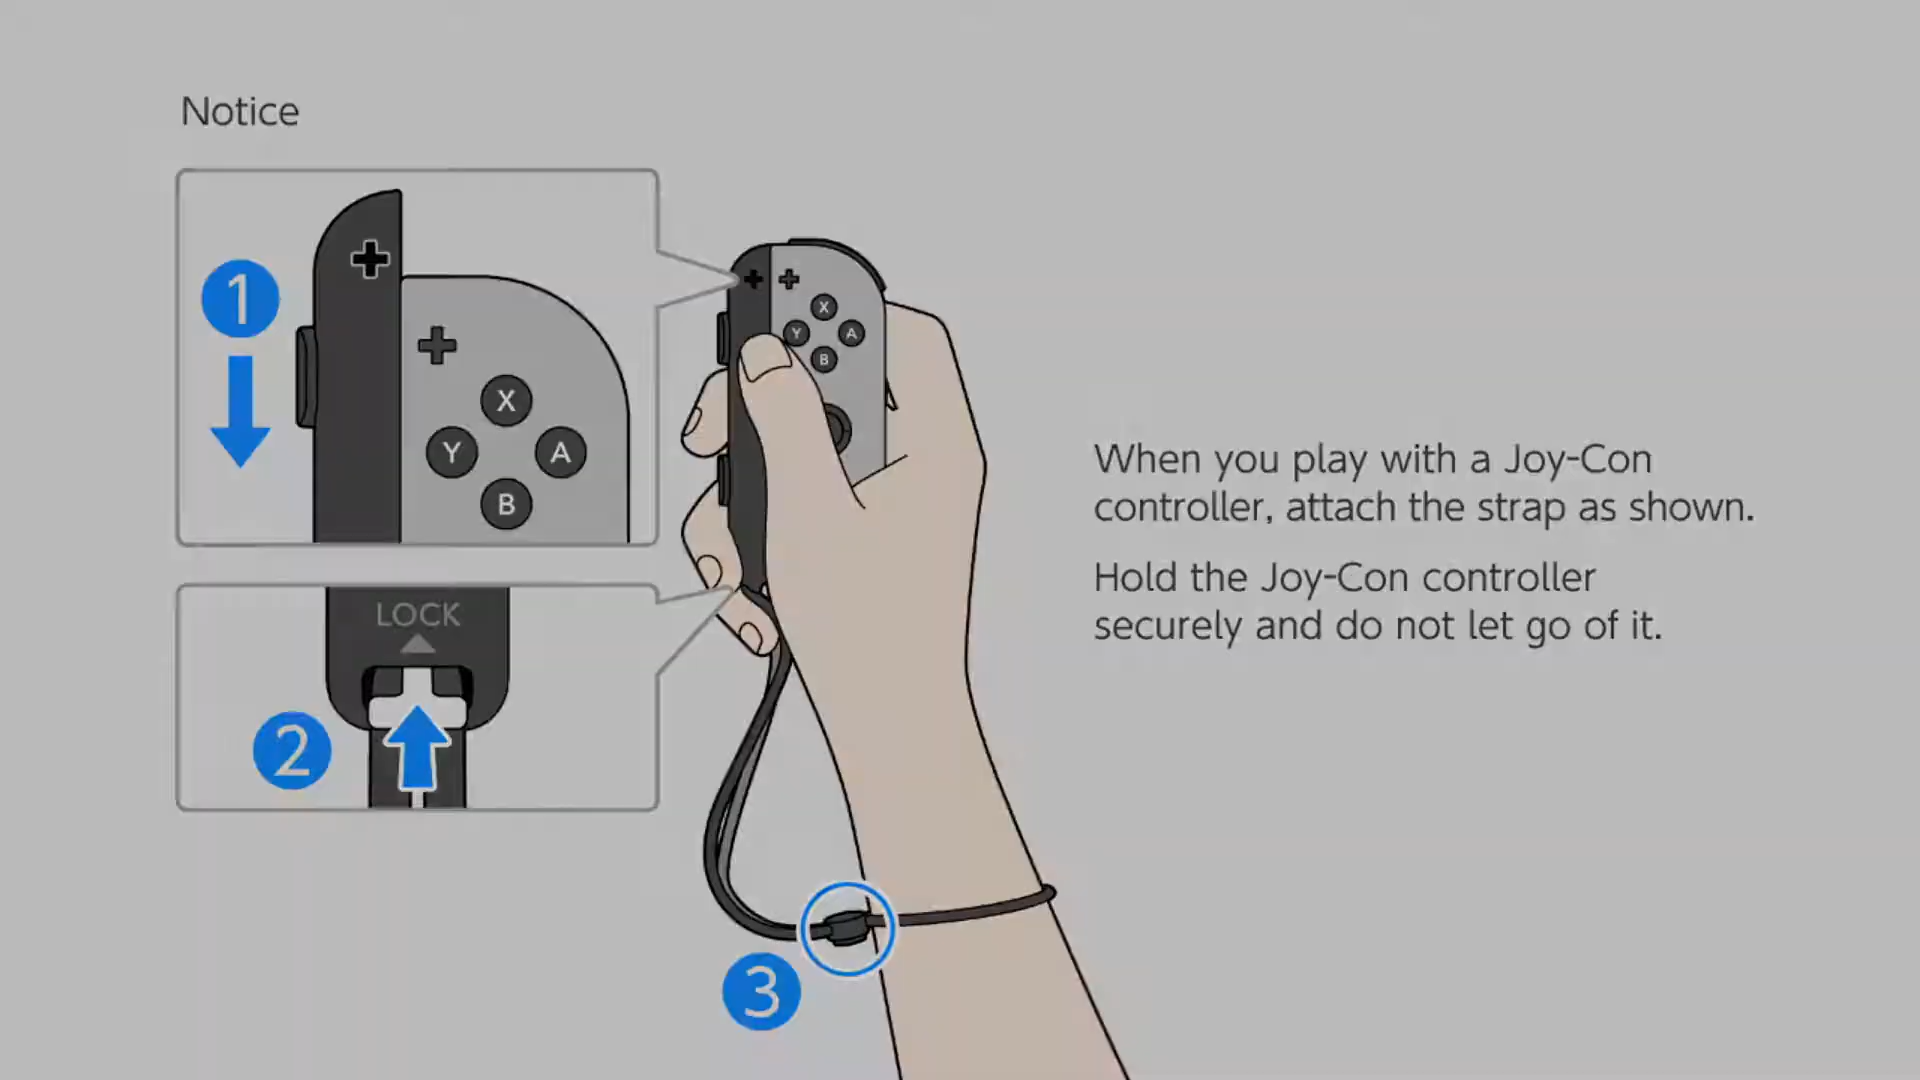 Notice
1
X
Y
A
B
LOCK
2
X
Y
A
B
3
When you play with a Joy-Con
controller, attach the strap as shown.
Hold the Joy-Con controller
securely and do not let go of it.